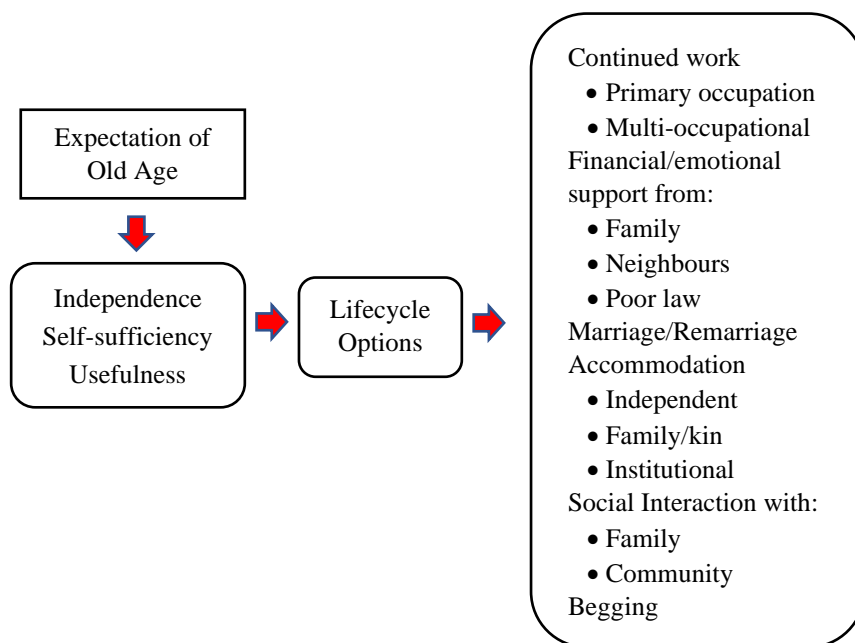 Expectation of
Old Age
Independence
Self-sufficiency
Usefulness
Lifecycle
Options
Continued work
• Primary occupation
• Multi-occupational
Financial/emotional
support from:
• Family
• Neighbours
• Poor law
Marriage/Remarriage
Accommodation
• Independent
• Family/kin
• Institutional
Social Interaction with:
• Family
• Community
Begging